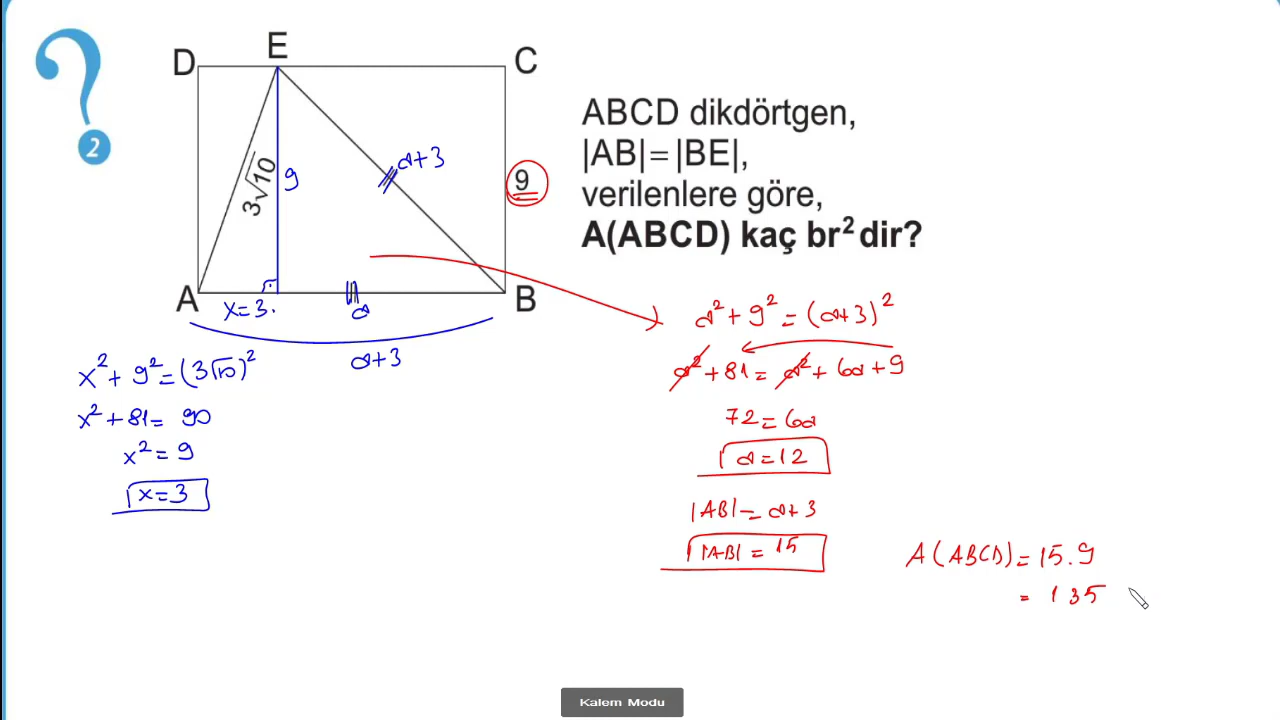 ?
2
D
E
C
3√10
9
a+3
9
A
x=3.
a
B
a+3
ABCD dikdörtgen,
|AB|=|BE|,
verilenlere göre,
A(ABCD) kaç br² dir?
x² + 9² = (3√10)²
x² + 81 = 90
x² = 9
x=3
a² + 9² = (a+3)²
a² + 81 = a² + 6a + 9
72 = 6a
a = 12
|AB| = a+3
|AB| = 15
A(ABCD) = 15.9
= 135
Kalem Modu